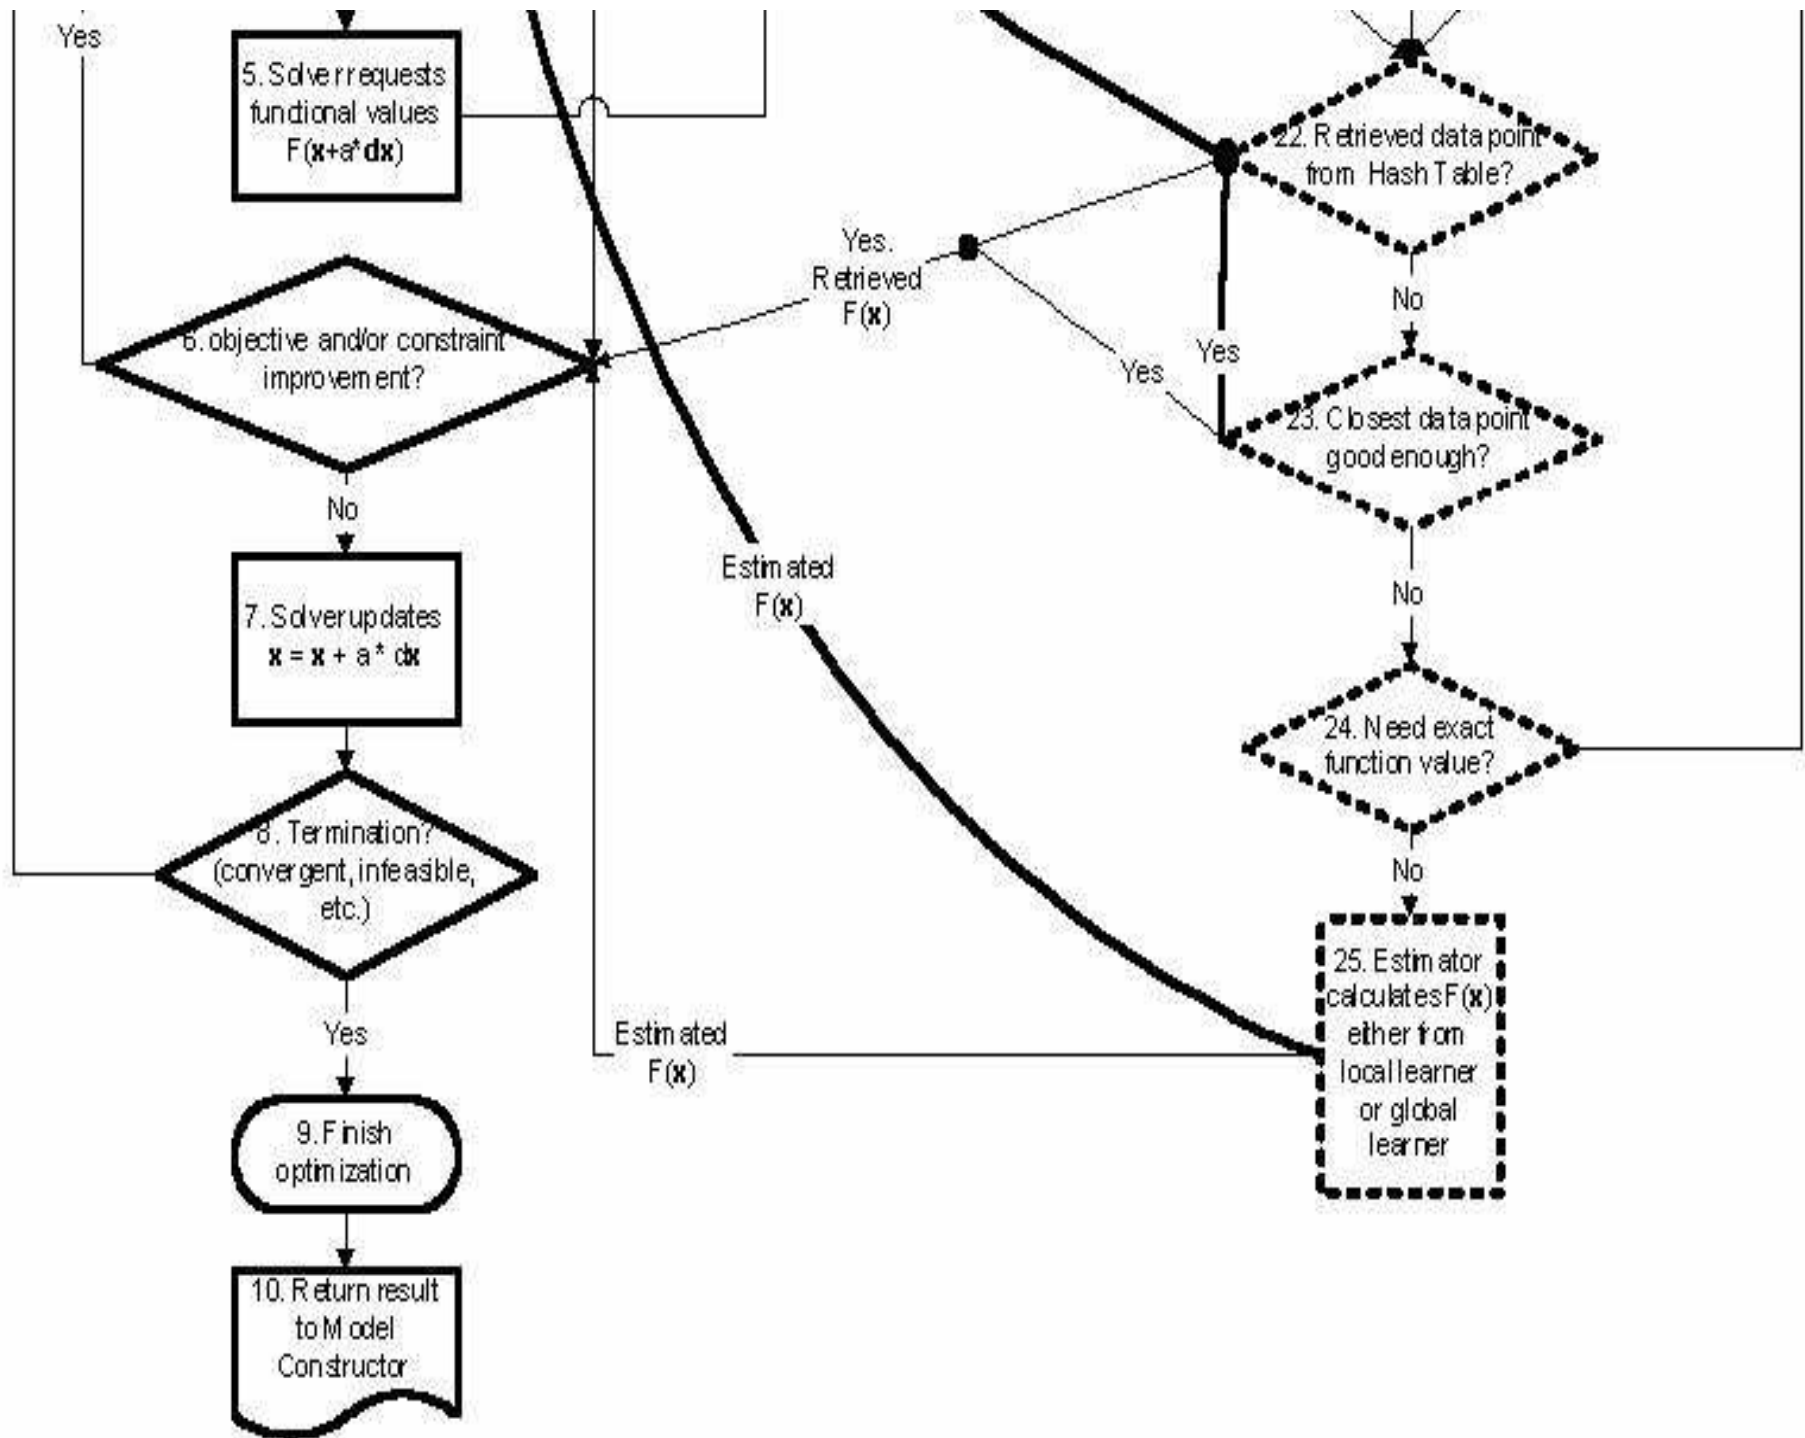 Yes
5. Solver requests
functional values
F(x+a*dx)
6. objective and/or constraint
improvement?
No
7. Solver updates
x = x + a * dx
8. Termination?
(convergent, infeasible,
etc.)
Yes
9. Finish
optimization
10. Return result
to Model
Constructor
Yes.
Retrieved
F(x)
Yes
Yes
Estimated
F(x)
Estimated
F(x)
22. Retrieved data point
from Hash Table?
No
23. Closest data point
good enough?
No
24. Need exact
function value?
No
25. Estimator
calculates F(x)
either from
local learner
or global
learner